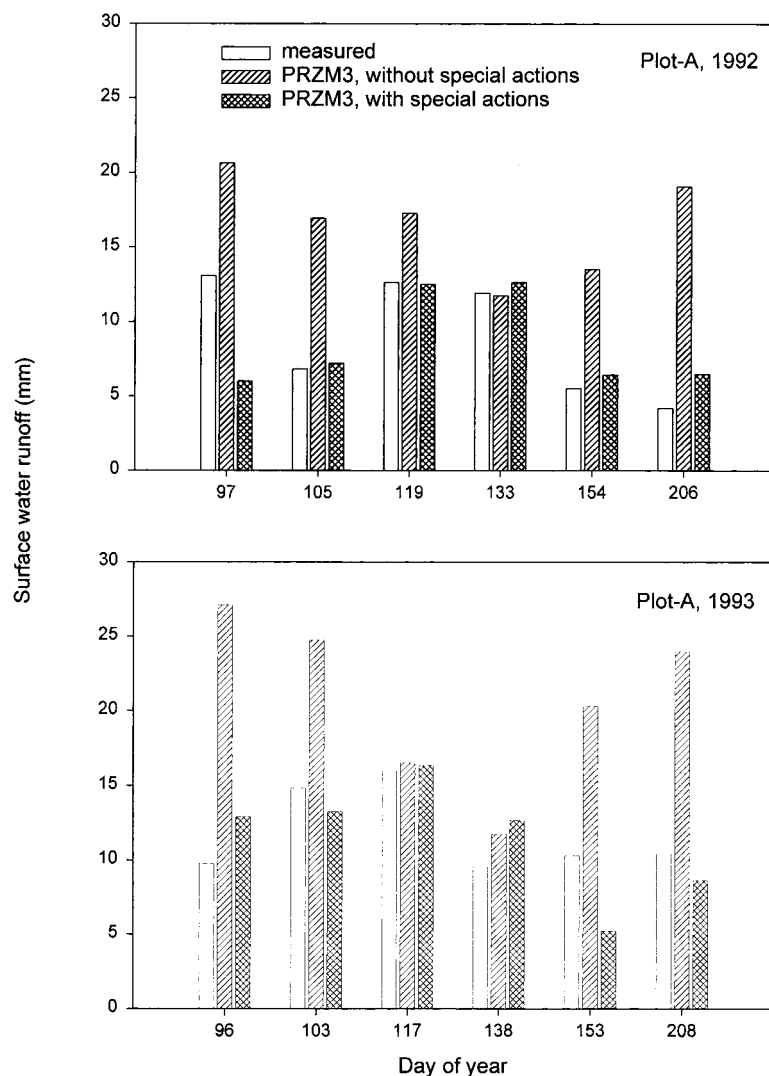 30
25
20
15
10
5
0
measured
PRZM3, without special actions
PRZM3, with special actions
Plot-A, 1992
97 105 119 133 154 206
Surface water runoff (mm)
30
25
20
15
10
5
0
Plot-A, 1993
96 103 117 138 153 208
Day of year